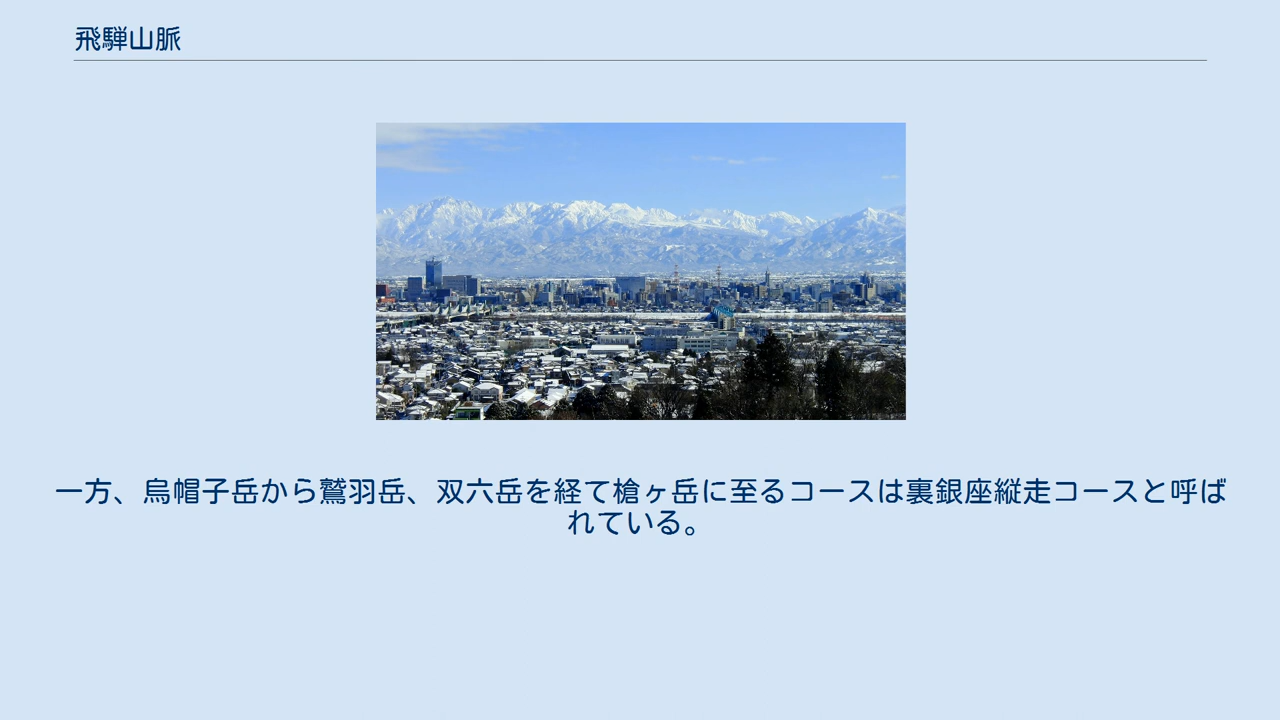 飛騨山脈
一方、烏帽子岳から鷲羽岳、双六岳を経て槍ヶ岳に至るコースは裏銀座縦走コースと呼ば
れている。